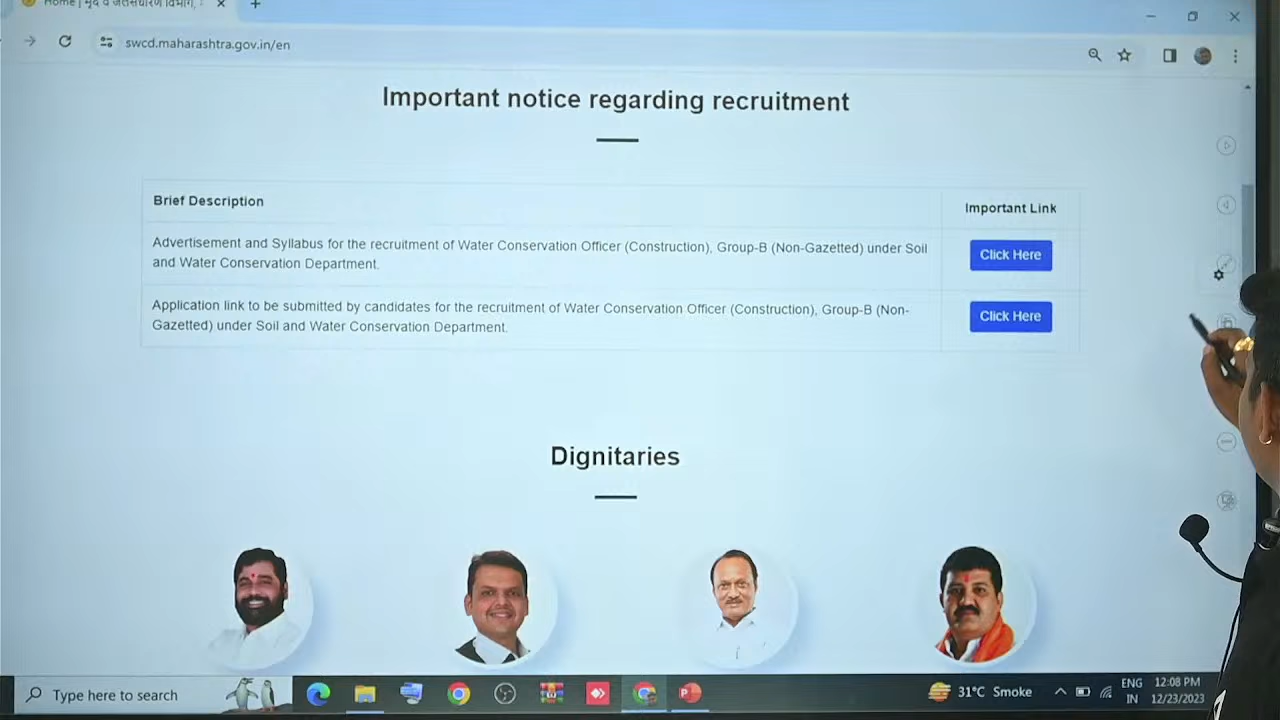 Home | मृद व जलसंधारण विभाग,
swcd.maharashtra.gov.in/en
Important notice regarding recruitment
Brief Description
Important Link
Advertisement and Syllabus for the recruitment of Water Conservation Officer (Construction), Group-B (Non-Gazetted) under Soil
and Water Conservation Department.
Click Here
Application link to be submitted by candidates for the recruitment of Water Conservation Officer (Construction), Group-B (Non-
Gazetted) under Soil and Water Conservation Department.
Click Here
Dignitaries
Type here to search
31°C Smoke
ENG
IN
12:08 PM
12/23/2023